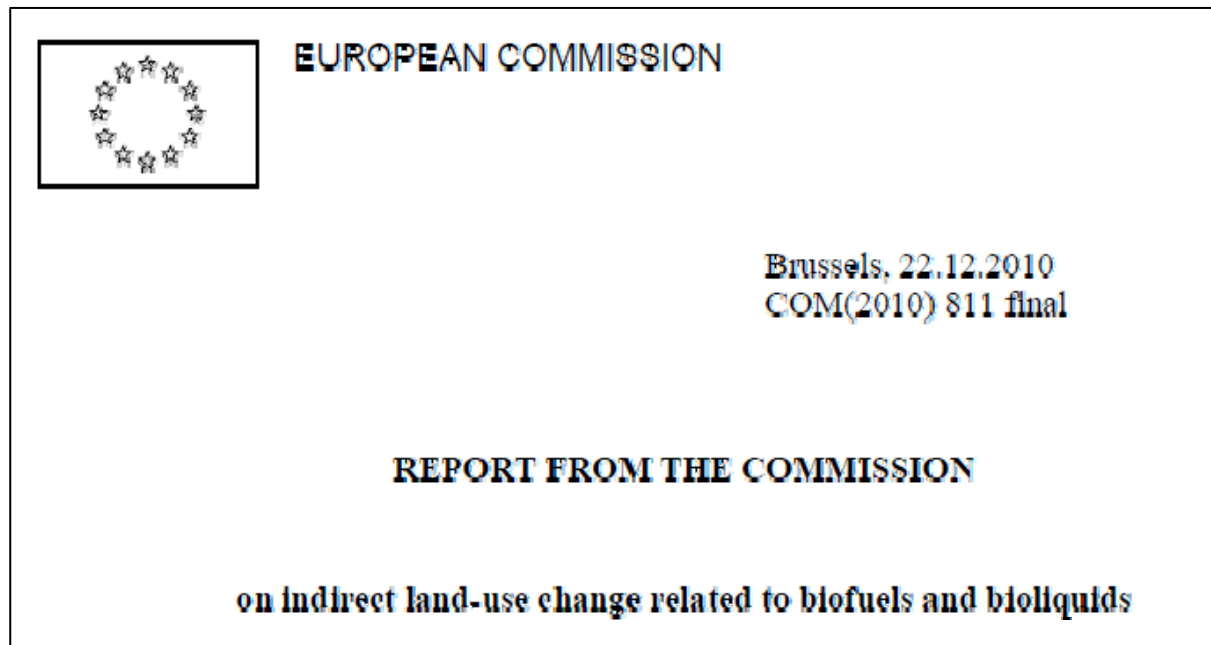 EUROPEAN COMMISSION
Brussels, 22.12.2010
COM(2010) 811 final
REPORT FROM THE COMMISSION
on indirect land-use change related to biofuels and bioliquids